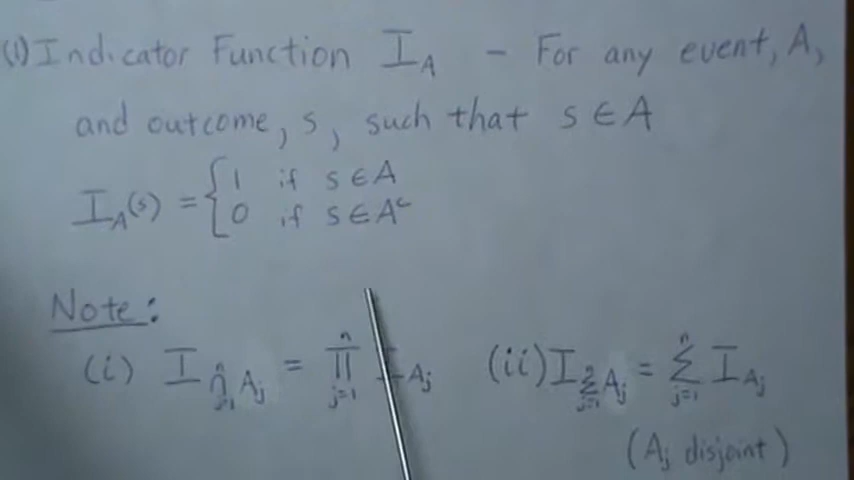 (1) Indicator Function I_A - For any event, A,
and outcome, s, such that s ∈ A
I_A(s) = { 1 if s ∈ A
0 if s ∈ A^c
Note:
(i) I_{∩_{j=1}^n A_j} = ∏_{j=1}^n I_{A_j} (ii) I_{∑_{j=1}^n A_j} = ∑_{j=1}^n I_{A_j}
(A_j disjoint)